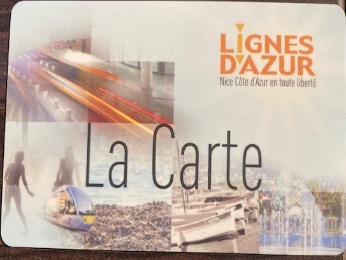 LIGNES
D'AZUR
Nice Côte d'Azur en toute liberté
La Carte